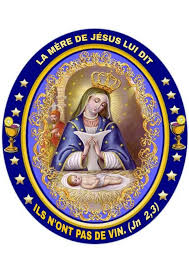 LA MÈRE DE JÉSUS LUI DIT
ILS N'ONT PAS DE VIN. (Jn 2,3)